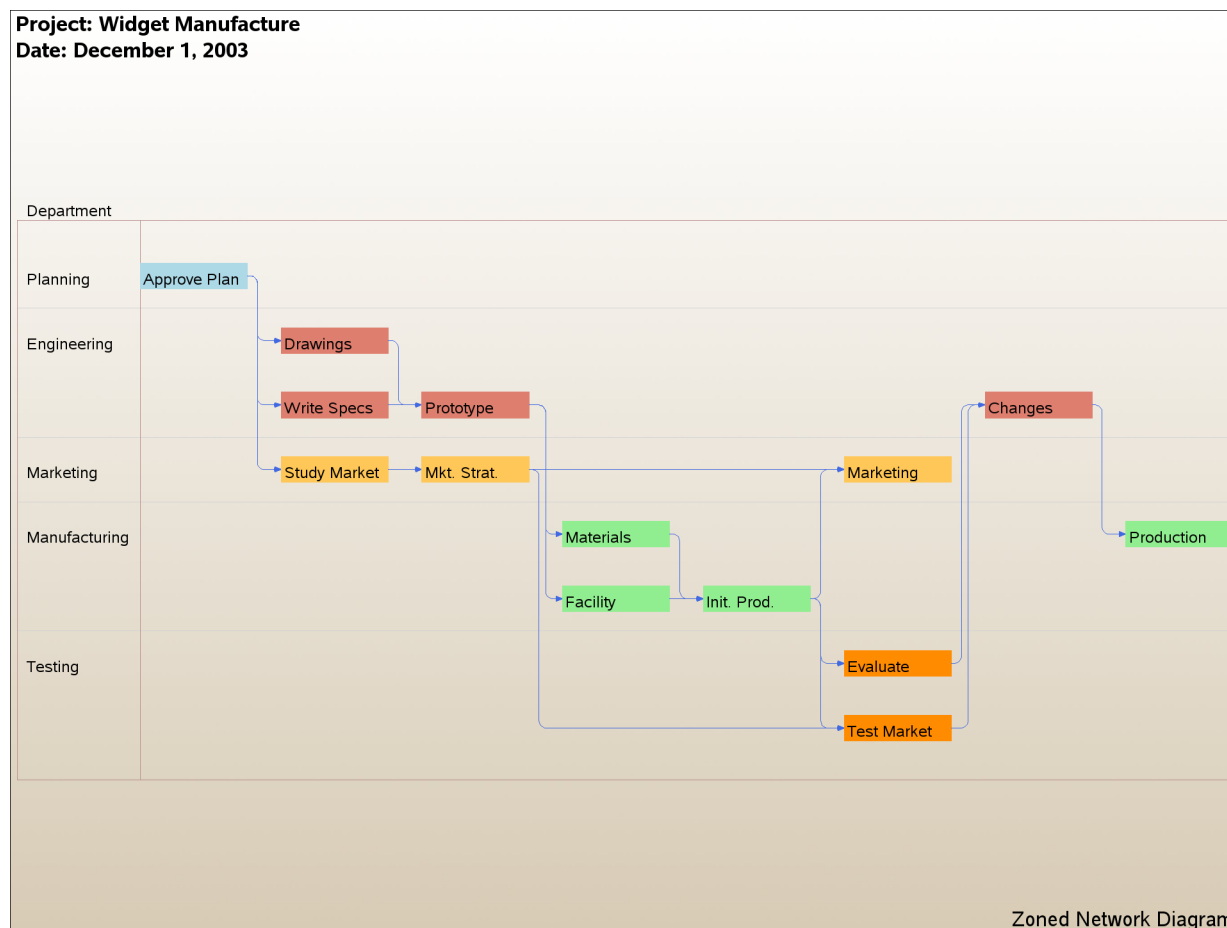 Project: Widget Manufacture
Date: December 1, 2003
Department
Planning
Approve Plan
Engineering
Drawings
Write Specs
Prototype
Changes
Marketing
Study Market
Mkt. Strat.
Marketing
Manufacturing
Materials
Production
Facility
Init. Prod.
Testing
Evaluate
Test Market
Zoned Network Diagram